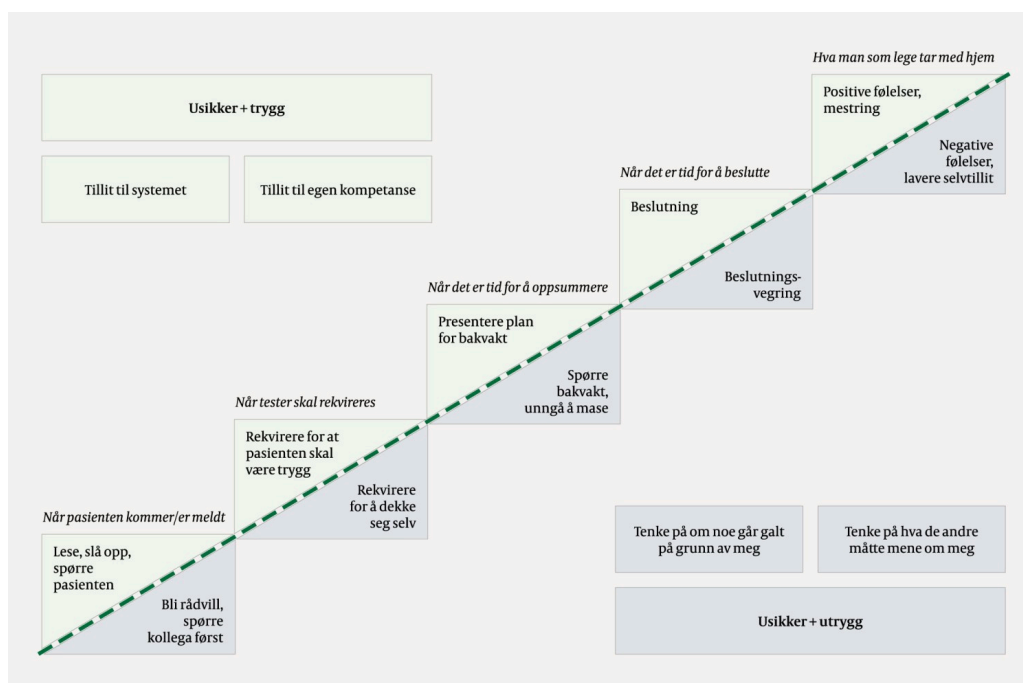 Hva man som lege tar med hjem
Usikker + trygg
Positive følelser,
mestring
Negative
følelser,
lavere selvtillit
Tillit til systemet
Tillit til egen kompetanse
Når det er tid for å beslutte
Beslutning
Beslutnings-
vegring
Når det er tid for å oppsummere
Presentere plan
for bakvakt
Spørre
bakvakt,
unngå å mase
Når tester skal rekvireres
Rekvirere for at
pasienten skal
være trygg
Rekvirere
for å dekke
seg selv
Når pasienten kommer/er meldt
Lese, slå opp,
spørre
pasienten
Bli rådvill,
spørre
kollega først
Tenke på om noe går galt
på grunn av meg
Tenke på hva de andre
måtte mene om meg
Usikker + utrygg